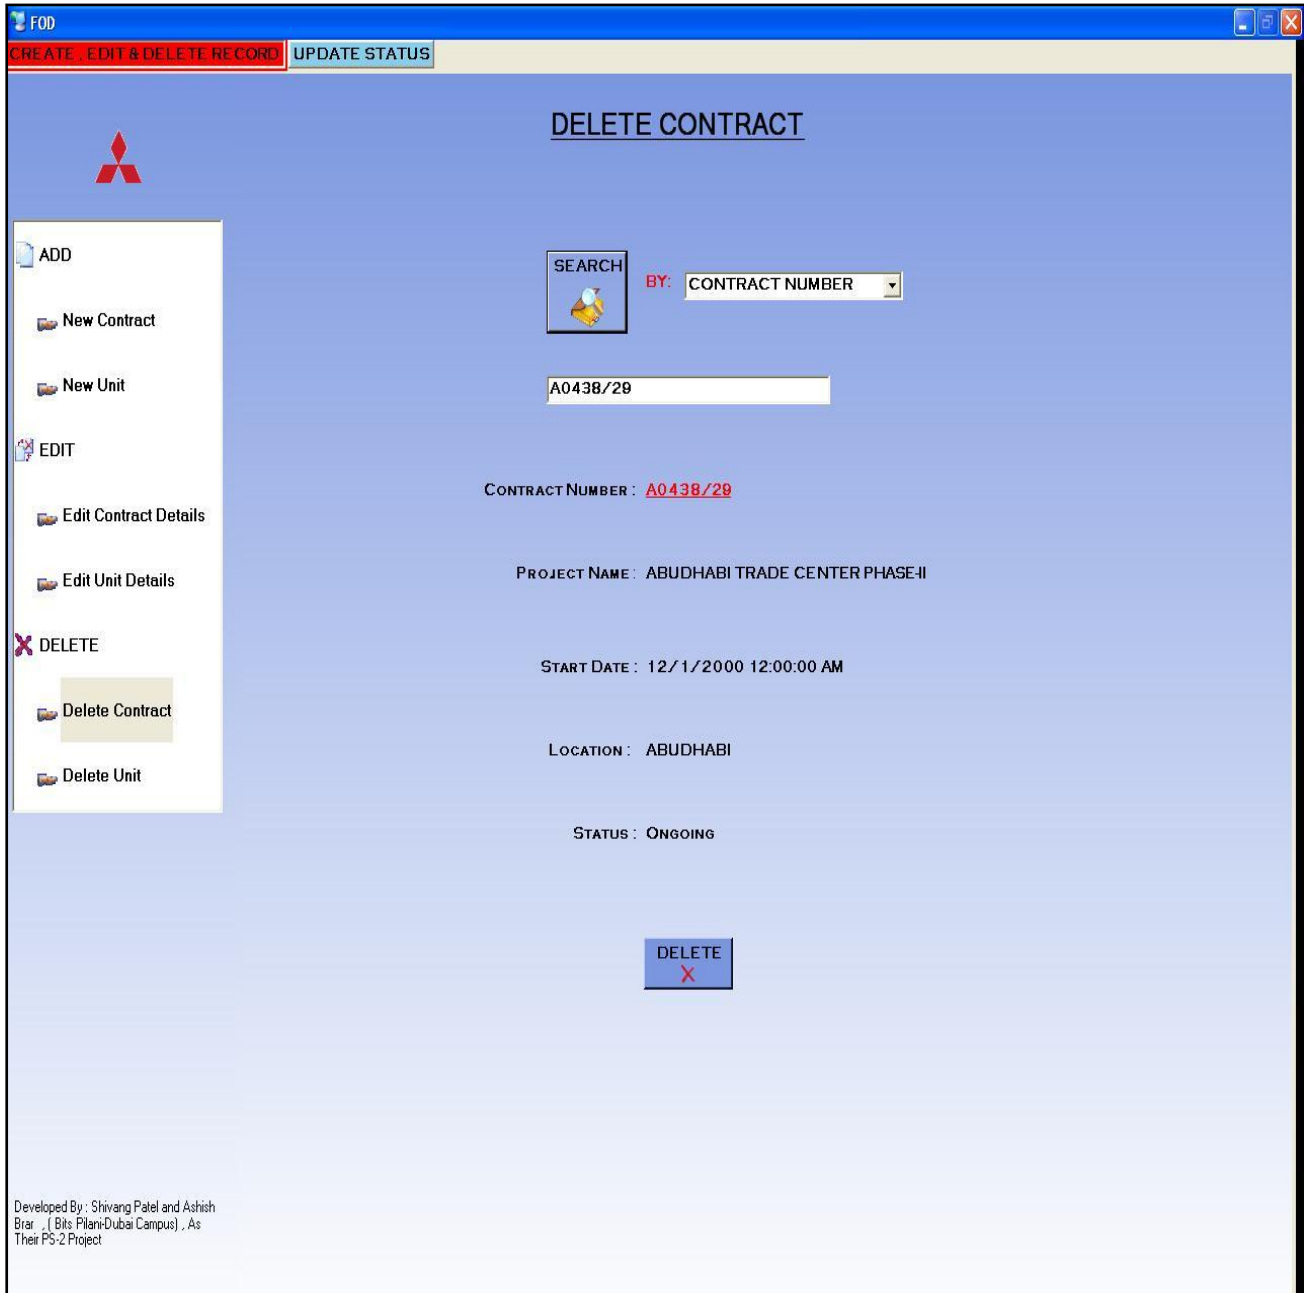 FOD
CREATE , EDIT & DELETE RECORD UPDATE STATUS
DELETE CONTRACT
ADD
New Contract
New Unit
EDIT
Edit Contract Details
Edit Unit Details
DELETE
Delete Contract
Delete Unit
SEARCH
BY: CONTRACT NUMBER
A0438/29
CONTRACT NUMBER : A0438/29
PROJECT NAME : ABUDHABI TRADE CENTER PHASE-II
START DATE : 12/1/2000 12:00:00 AM
LOCATION : ABUDHABI
STATUS : ONGOING
DELETE
X
Developed By : Shivang Patel and Ashish
Brar , ( Bits Pilani-Dubai Campus) , As
Their PS-2 Project